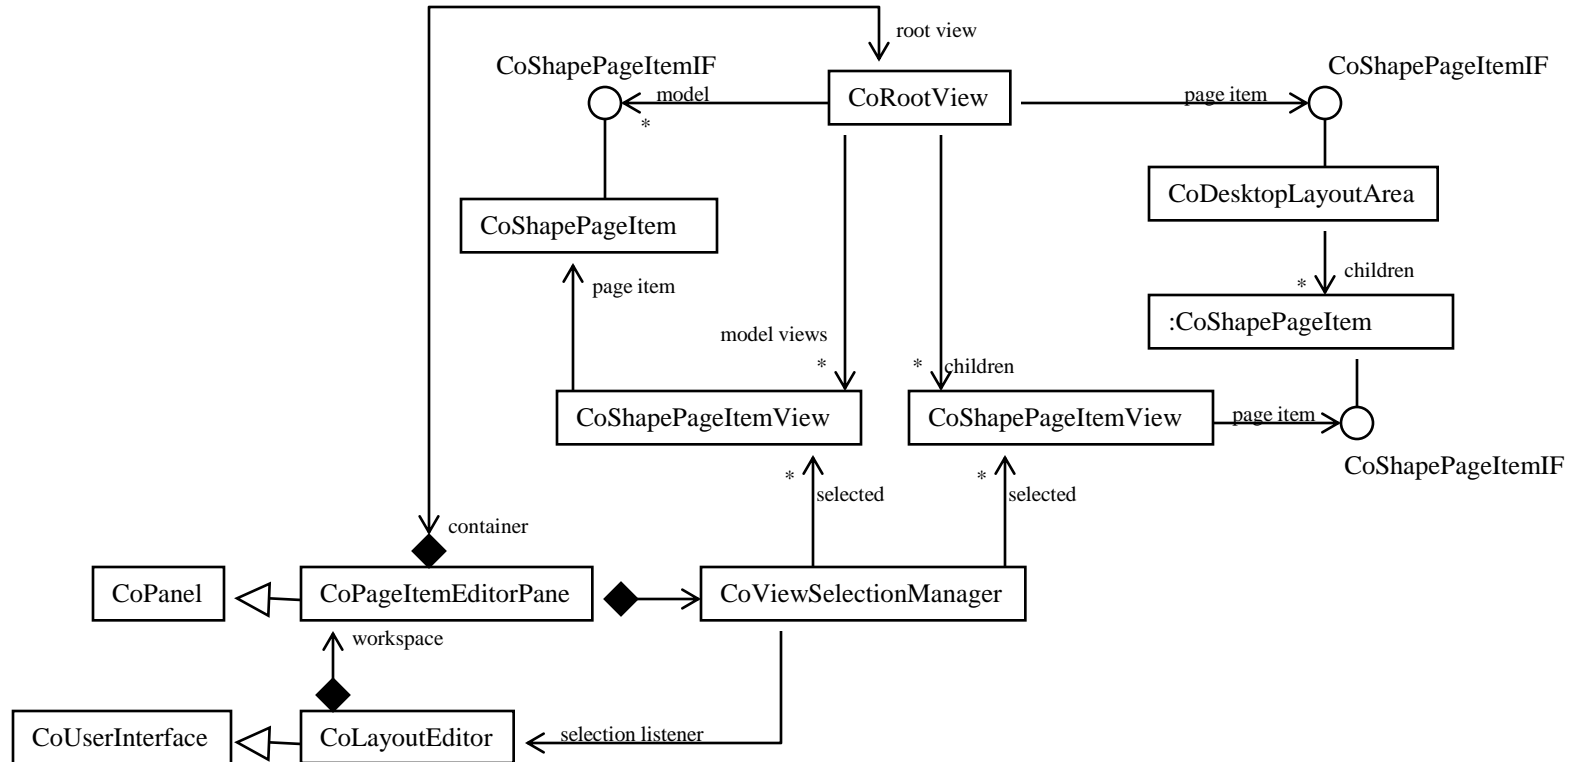 root view
CoShapePageItemIF
CoShapePageItemIF
model
CoRootView
page item
*
CoDesktopLayoutArea
CoShapePageItem
children
*
page item
:CoShapePageItem
model views
*
*
children
CoShapePageItemView
CoShapePageItemView
page item
CoShapePageItemIF
*
selected
*
selected
container
CoPanel
CoPageItemEditorPane
CoViewSelectionManager
workspace
CoUserInterface
CoLayoutEditor
selection listener